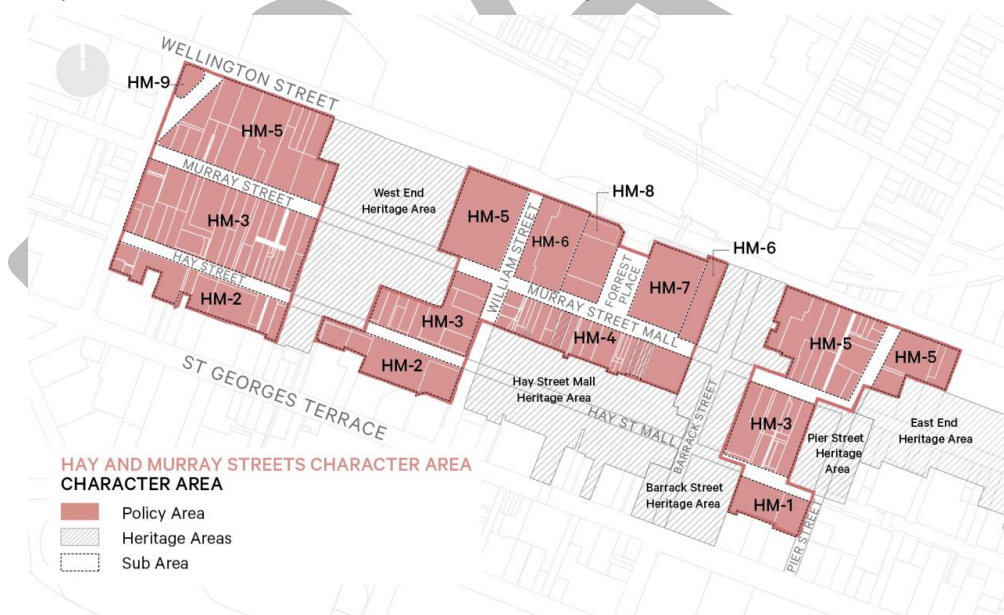 WELLINGTON STREET
HM-9
HM-5
MURRAY STREET
HM-3
HAY STREET
HM-2
West End
Heritage Area
HM-5
WILLIAM STREET
HM-6
HM-8
FORREST
PLACE
HM-7
HM-6
MURRAY STREET MALL
HM-3
HM-4
HM-2
ST GEORGES TERRACE
Hay Street Mall
Heritage Area
HAY ST MALL
BARRACK STREET
HM-5
HM-5
HM-3
Pier Street
Heritage
Area
East End
Heritage Area
Barrack Street
Heritage Area
HM-1
PIER STREET
HAY AND MURRAY STREETS CHARACTER AREA
CHARACTER AREA
Policy Area
Heritage Areas
Sub Area